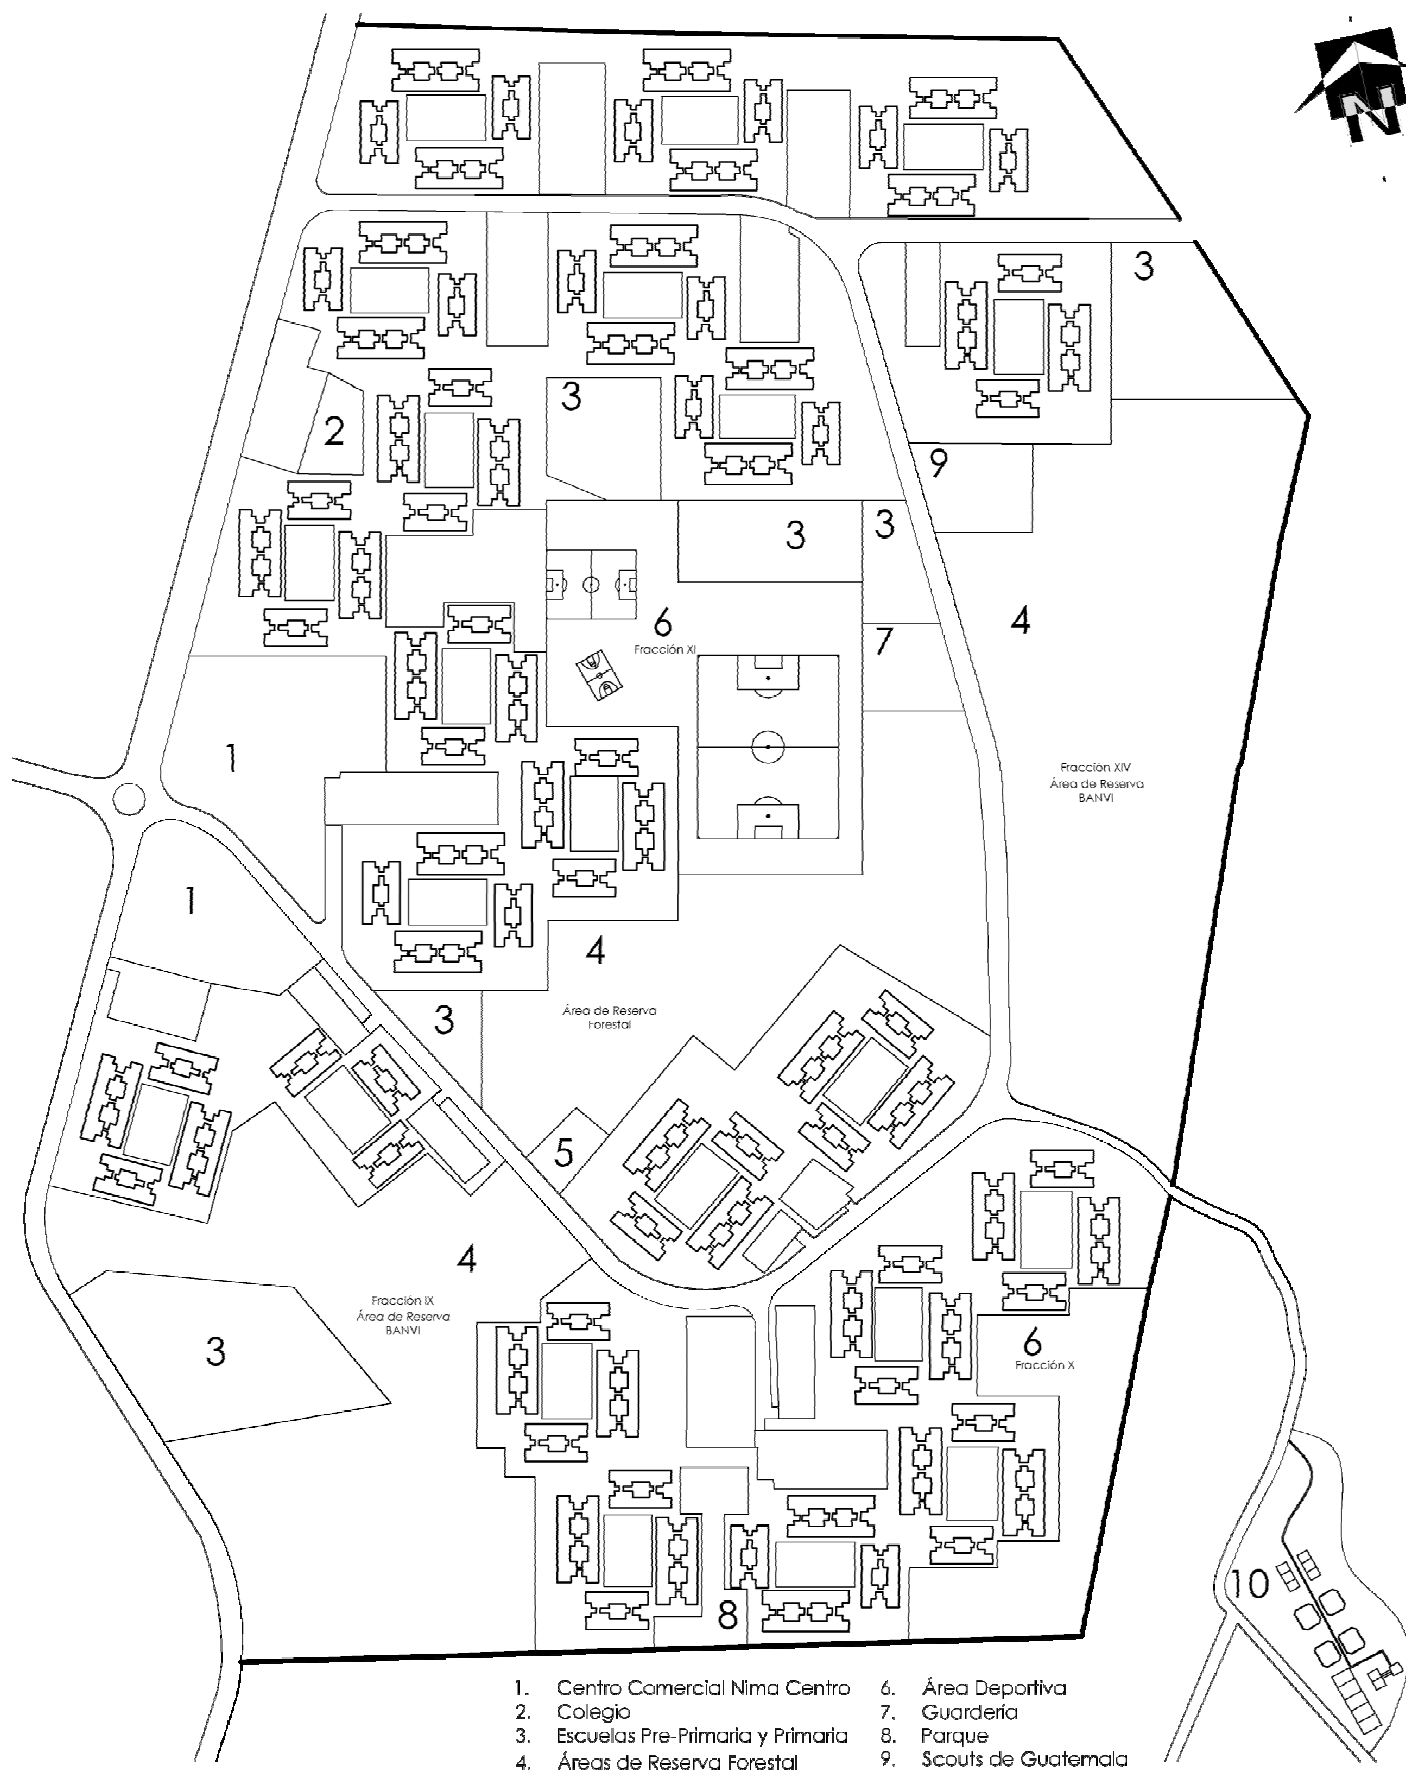 N
3
3
2
9
3
3
6
Fracción XI
7
4
1
Fracción XIV
Área de Reserva
BANVI
1
4
Área de Reserva
Forestal
3
5
4
Fracción IX
Área de Reserva
BANVI
3
6
Fracción X
10
8
1. Centro Comercial Nima Centro
2. Colegio
3. Escuelas Pre-Primaria y Primaria
4. Áreas de Reserva Forestal
6. Área Deportiva
7. Guardería
8. Parque
9. Scouts de Guatemala